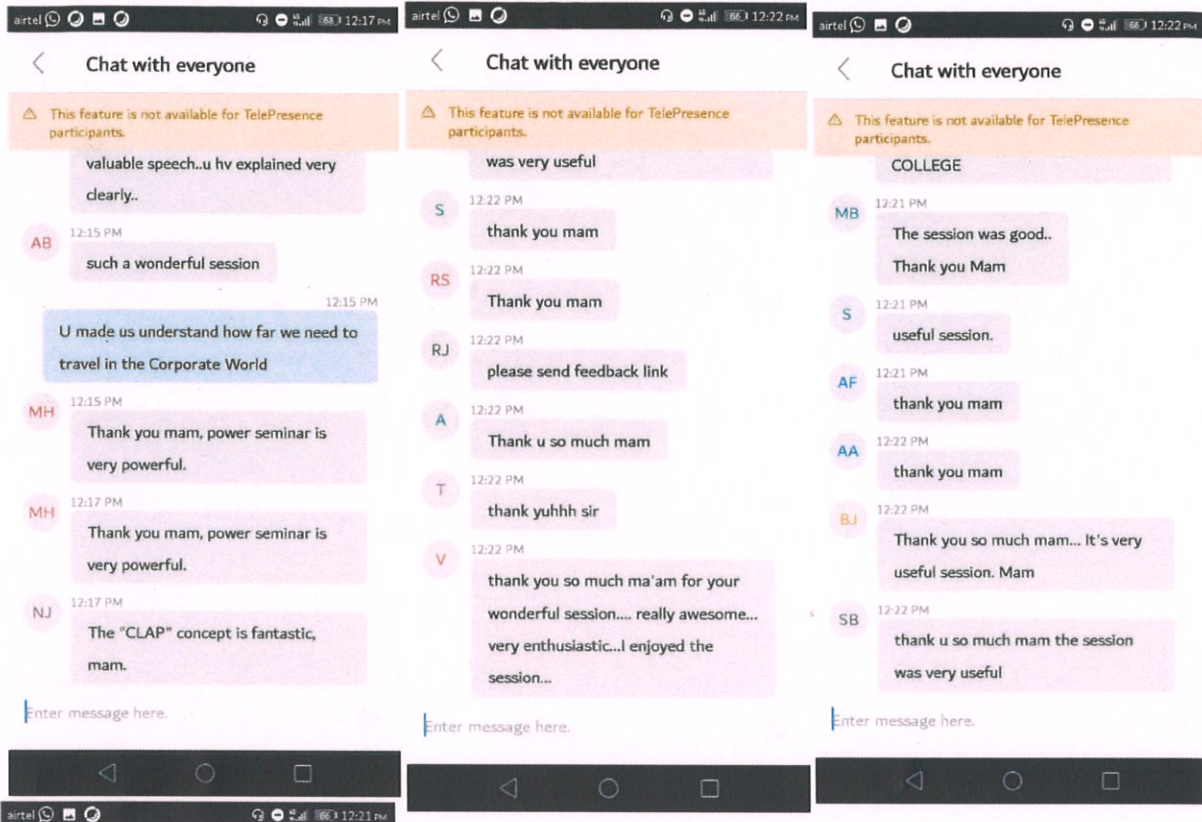 airtel 68 12:17 PM
Chat with everyone
This feature is not available for TelePresence
participants.
valuable speech..u hv explained very
clearly..
AB
12:15 PM
such a wonderful session
12:15 PM
U made us understand how far we need to
travel in the Corporate World
MH
12:15 PM
Thank you mam, power seminar is
very powerful.
MH
12:17 PM
Thank you mam, power seminar is
very powerful.
NJ
12:17 PM
The "CLAP" concept is fantastic,
mam.
Enter message here.
airtel 66 12:22 PM
Chat with everyone
This feature is not available for TelePresence
participants.
was very useful
S
12:22 PM
thank you mam
RS
12:22 PM
Thank you mam
RJ
12:22 PM
please send feedback link
A
12:22 PM
Thank u so much mam
T
12:22 PM
thank yuhhh sir
V
12:22 PM
thank you so much ma'am for your
wonderful session.... really awesome...
very enthusiastic...I enjoyed the
session...
Enter message here.
airtel 66 12:22 PM
Chat with everyone
This feature is not available for TelePresence
participants.
COLLEGE
MB
12:21 PM
The session was good..
Thank you Mam
S
12:21 PM
useful session.
AF
12:21 PM
thank you mam
AA
12:22 PM
thank you mam
BJ
12:22 PM
Thank you so much mam... It's very
useful session. Mam
SB
12:22 PM
thank u so much mam the session
was very useful
Enter message here.
airtel 66 12:21 PM